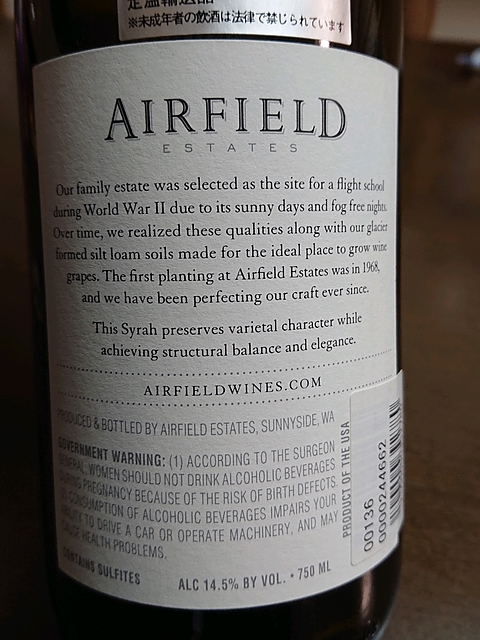 定温輸送品
※未成年者の飲酒は法律で禁じられています
AIRFIELD
ESTATES
Our family estate was selected as the site for a flight school
during World War II due to its sunny days and fog free nights.
Over time, we realized these qualities along with our glacier
formed silt loam soils made for the ideal place to grow wine
grapes. The first planting at Airfield Estates was in 1968,
and we have been perfecting our craft ever since.
This Syrah preserves varietal character while
achieving structural balance and elegance.
AIRFIELDWINES.COM
PRODUCED & BOTTLED BY AIRFIELD ESTATES, SUNNYSIDE, WA
GOVERNMENT WARNING: (1) ACCORDING TO THE SURGEON
GENERAL, WOMEN SHOULD NOT DRINK ALCOHOLIC BEVERAGES
DURING PREGNANCY BECAUSE OF THE RISK OF BIRTH DEFECTS.
(2) CONSUMPTION OF ALCOHOLIC BEVERAGES IMPAIRS YOUR
ABILITY TO DRIVE A CAR OR OPERATE MACHINERY, AND MAY
CAUSE HEALTH PROBLEMS.
CONTAINS SULFITES
ALC 14.5% BY VOL. • 750 ML
PRODUCT OF THE USA
00136
0000244662